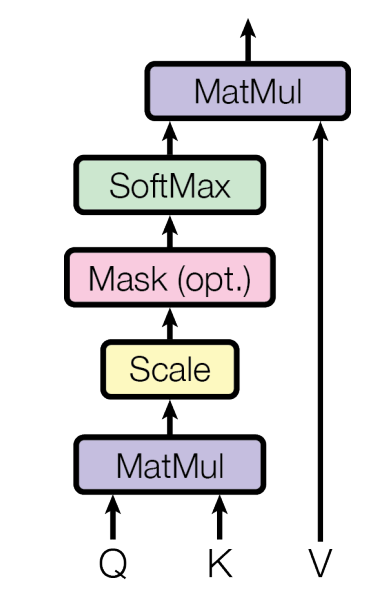 MatMul
SoftMax
Mask (opt.)
Scale
MatMul
Q K V